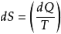 dS = (dQ/T)